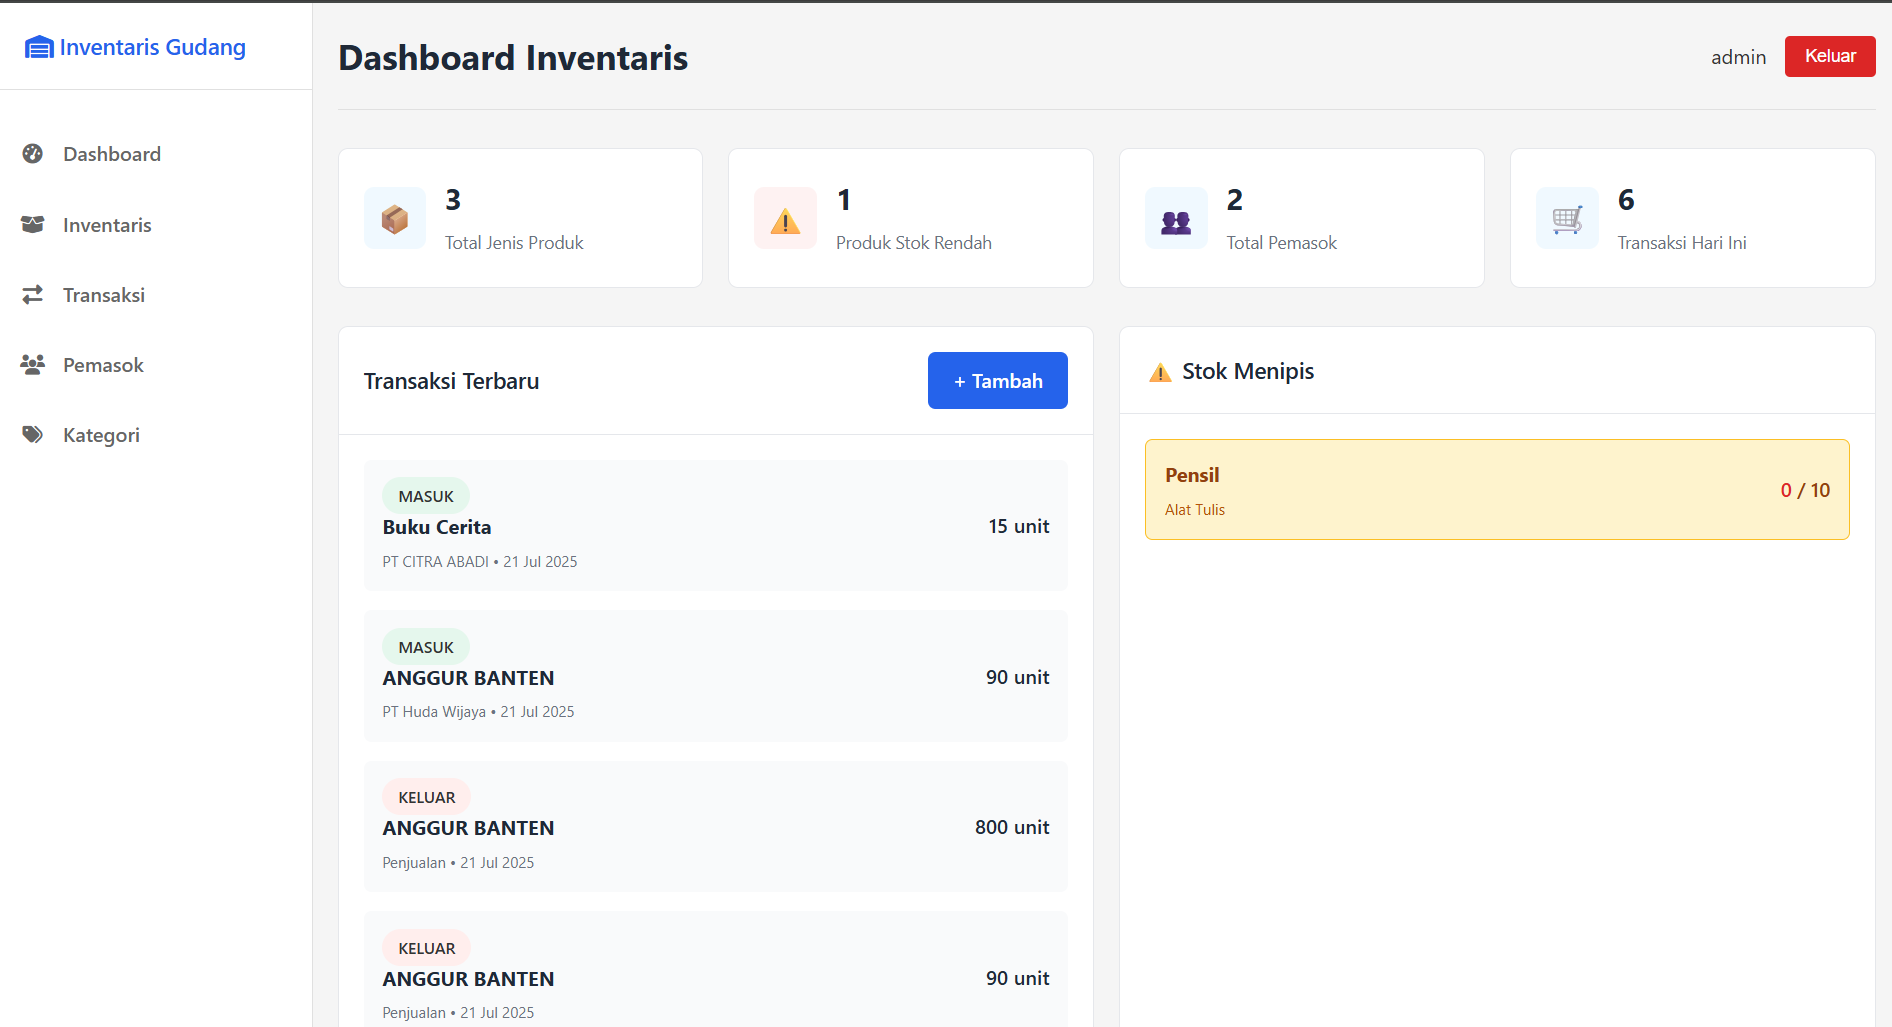 Inventaris Gudang
Dashboard
Inventaris
Transaksi
Pemasok
Kategori
Dashboard Inventaris
admin
Keluar
3
Total Jenis Produk
1
Produk Stok Rendah
2
Total Pemasok
6
Transaksi Hari Ini
Transaksi Terbaru
+ Tambah
MASUK
Buku Cerita
15 unit
PT CITRA ABADI • 21 Jul 2025
MASUK
ANGGUR BANTEN
90 unit
PT Huda Wijaya • 21 Jul 2025
KELUAR
ANGGUR BANTEN
800 unit
Penjualan • 21 Jul 2025
KELUAR
ANGGUR BANTEN
90 unit
Penjualan • 21 Jul 2025
Stok Menipis
Pensil
Alat Tulis
0 / 10